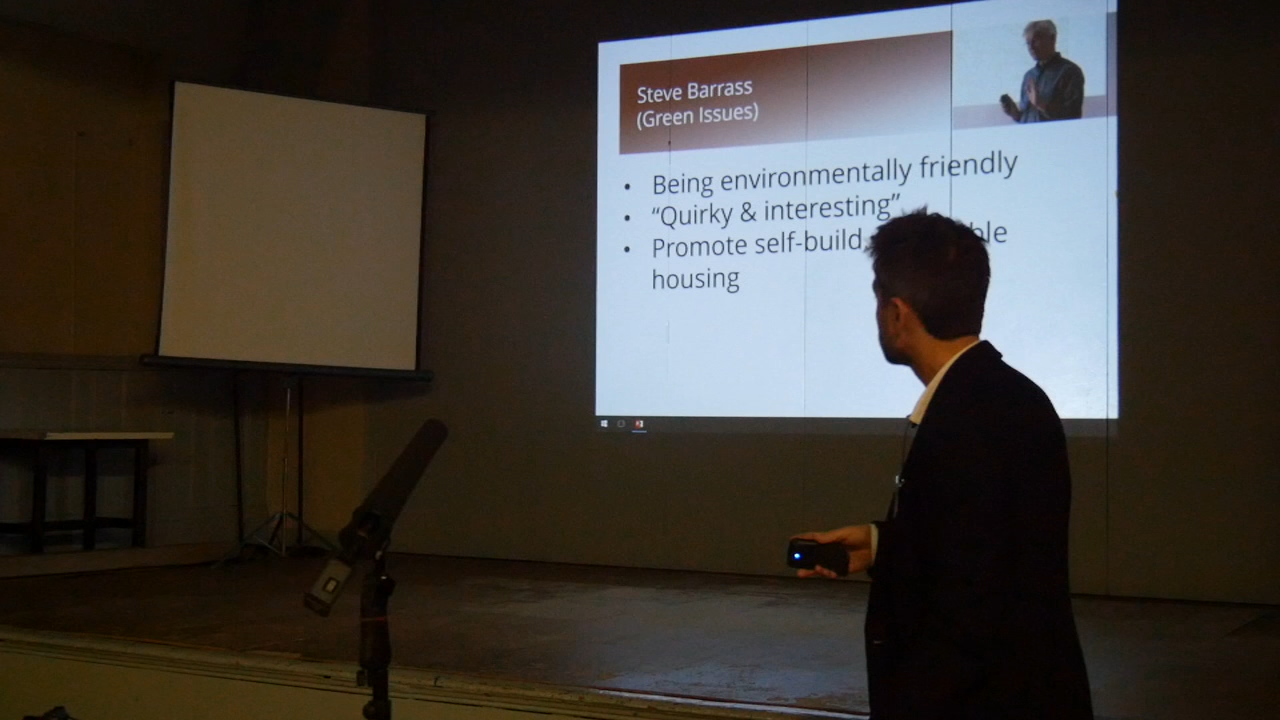 Steve Barrass
(Green Issues)
• Being environmentally friendly
• “Quirky & interesting”
• Promote self-build
housing